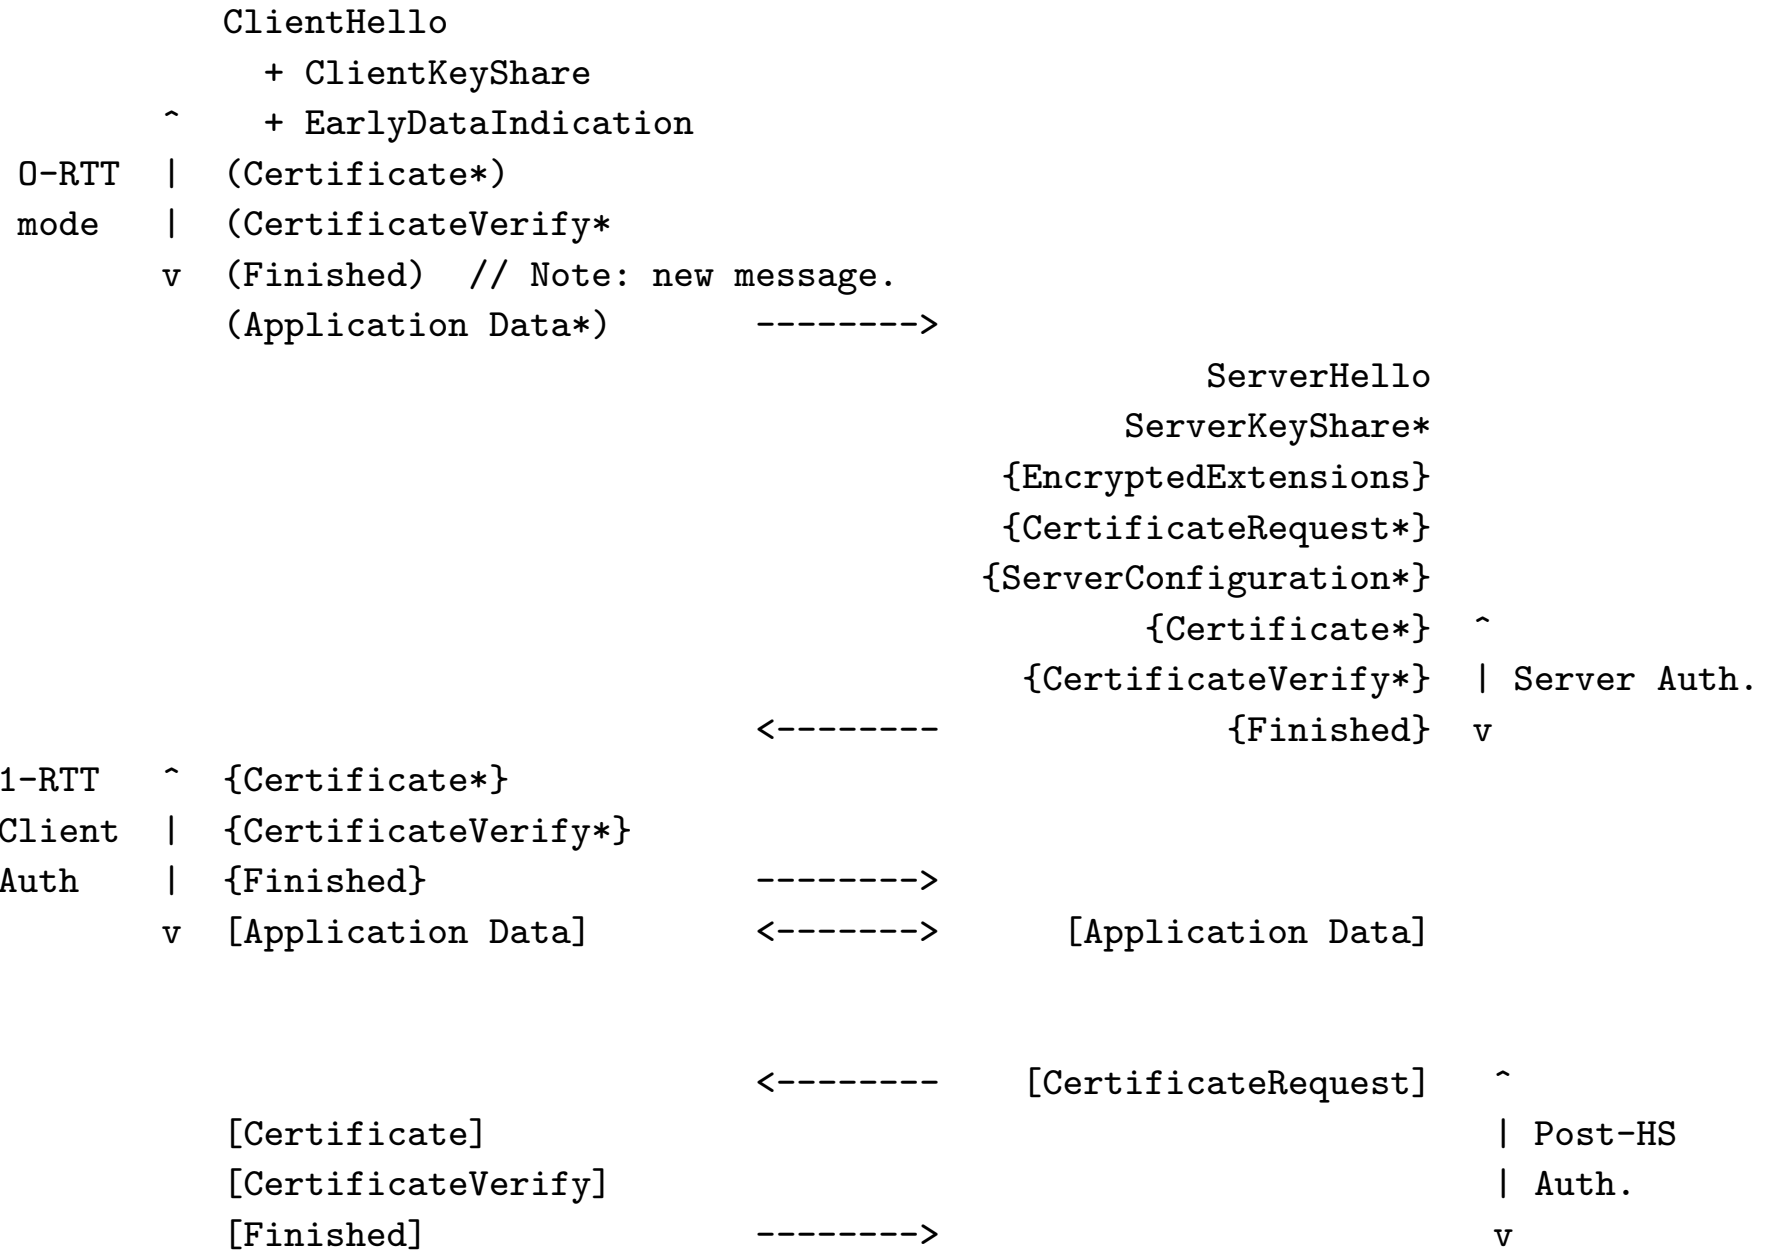 ClientHello
+ ClientKeyShare
^ + EarlyDataIndication
0-RTT | (Certificate*)
mode | (CertificateVerify*
v (Finished) // Note: new message.
(Application Data*) -------->
ServerHello
ServerKeyShare*
{EncryptedExtensions}
{CertificateRequest*}
{ServerConfiguration*}
{Certificate*} ^
{CertificateVerify*} | Server Auth.
<-------- {Finished} v
1-RTT ^ {Certificate*}
Client | {CertificateVerify*}
Auth | {Finished} -------->
v [Application Data] <-------> [Application Data]
<-------- [CertificateRequest] ^
[Certificate] | Post-HS
[CertificateVerify] | Auth.
[Finished] --------> v